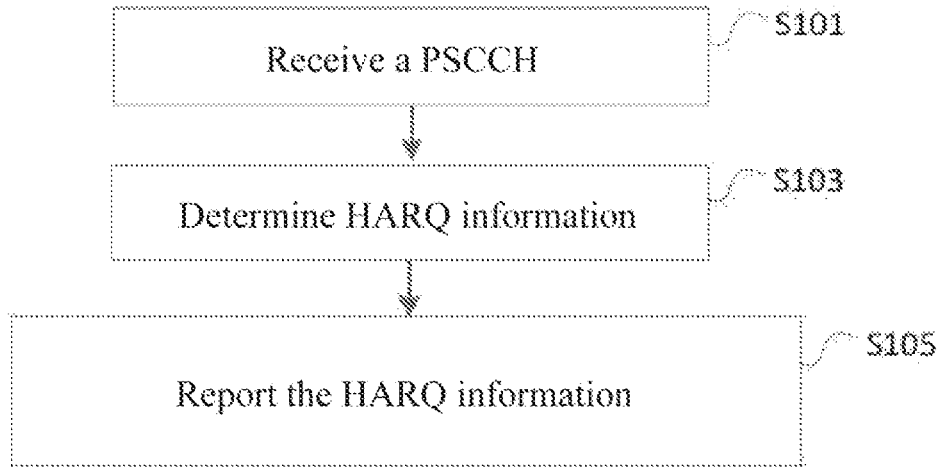 S101
Receive a PSCCH
S103
Determine HARQ information
S105
Report the HARQ information